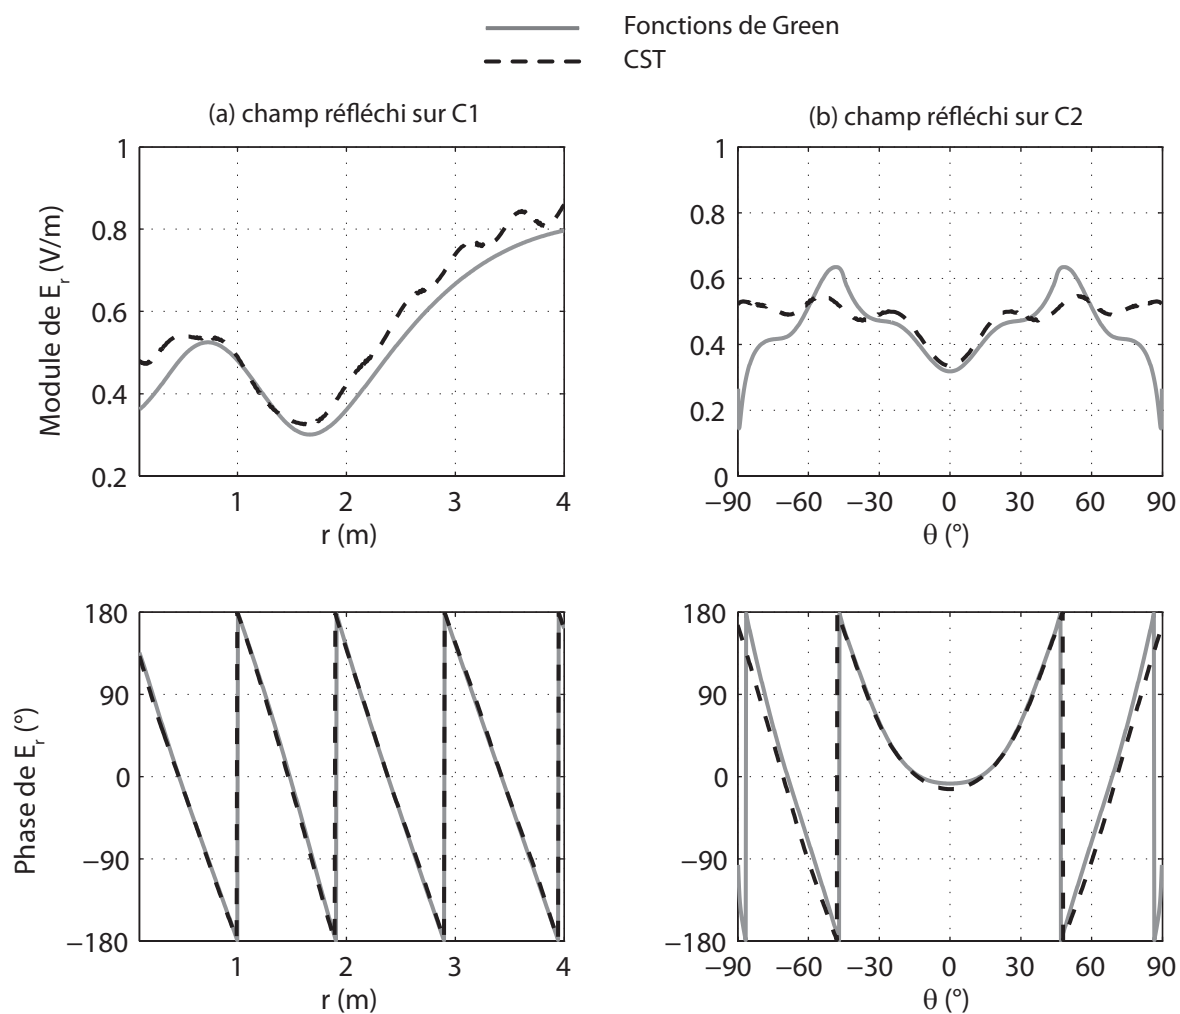 Fonctions de Green
CST
(a) champ réfléchi sur C1
(b) champ réfléchi sur C2
Module de E_r (V/m)
1
0.8
0.6
0.4
0.2
1 2 3 4
r (m)
1
0.8
0.6
0.4
0.2
0
−90 −60 −30 0 30 60 90
θ (°)
Phase de E_r (°)
180
90
0
−90
−180
1 2 3 4
r (m)
180
90
0
−90
−180
−90 −60 −30 0 30 60 90
θ (°)